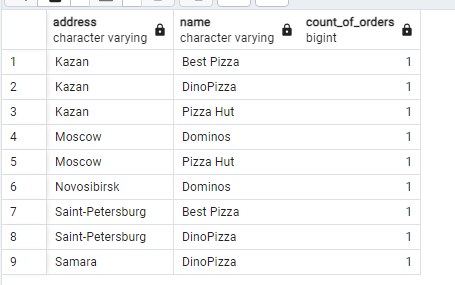 address name count_of_orders
character varying character varying bigint
1 Kazan Best Pizza 1
2 Kazan DinoPizza 1
3 Kazan Pizza Hut 1
4 Moscow Dominos 1
5 Moscow Pizza Hut 1
6 Novosibirsk Dominos 1
7 Saint-Petersburg Best Pizza 1
8 Saint-Petersburg DinoPizza 1
9 Samara DinoPizza 1